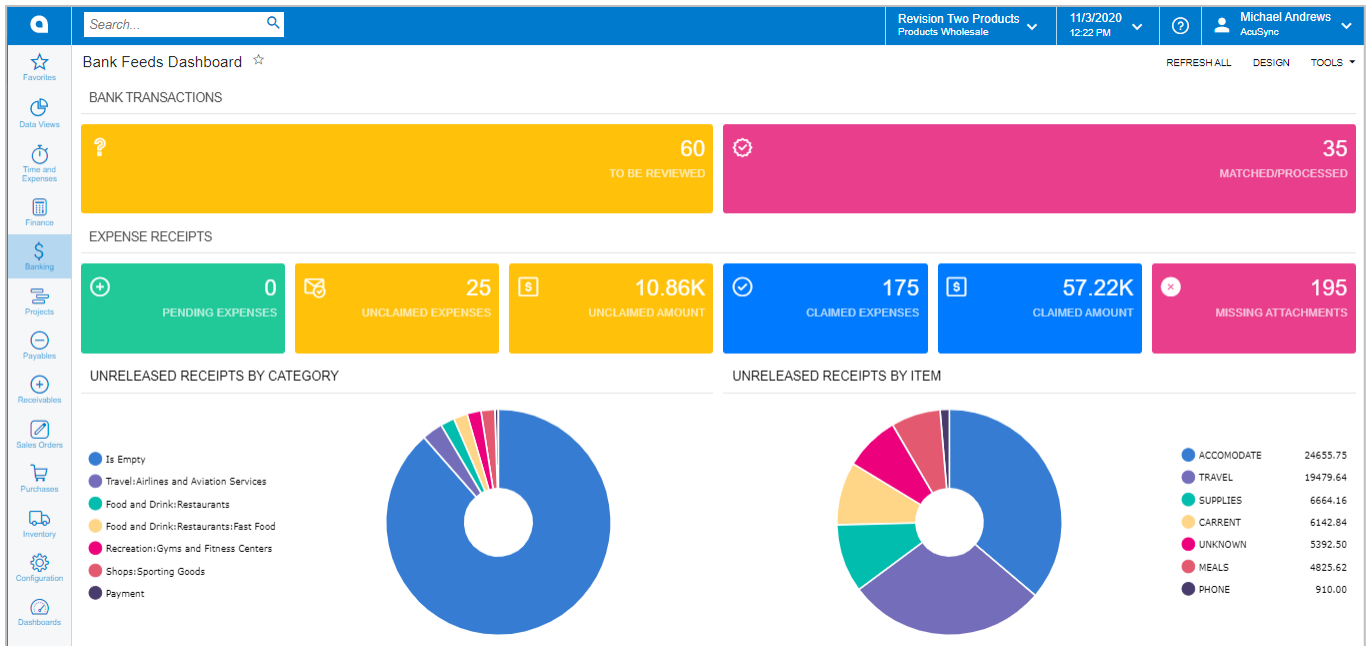 Search...
Revision Two Products
Products Wholesale
11/3/2020
12:22 PM
Michael Andrews
AcuSync
Favorites
Data Views
Time and
Expenses
Finance
Banking
Projects
Payables
Receivables
Sales Orders
Purchases
Inventory
Configuration
Dashboards
Bank Feeds Dashboard
REFRESH ALL
DESIGN
TOOLS
BANK TRANSACTIONS
60
TO BE REVIEWED
35
MATCHED/PROCESSED
EXPENSE RECEIPTS
0
PENDING EXPENSES
25
UNCLAIMED EXPENSES
10.86K
UNCLAIMED AMOUNT
175
CLAIMED EXPENSES
57.22K
CLAIMED AMOUNT
195
MISSING ATTACHMENTS
UNRELEASED RECEIPTS BY CATEGORY
Is Empty
Travel:Airlines and Aviation Services
Food and Drink:Restaurants
Food and Drink:Restaurants:Fast Food
Recreation:Gyms and Fitness Centers
Shops:Sporting Goods
Payment
UNRELEASED RECEIPTS BY ITEM
ACCOMODATE 24655.75
TRAVEL 19479.64
SUPPLIES 6664.16
CARRENT 6142.84
UNKNOWN 5392.50
MEALS 4825.62
PHONE 910.00